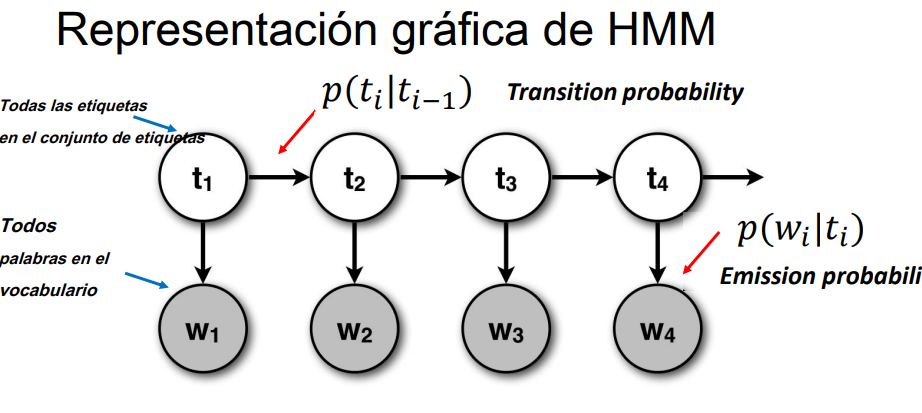 Representación gráfica de HMM
p(tᵢ|tᵢ₋₁) Transition probability
Todas las etiquetas
en el conjunto de etiquetas
t₁ t₂ t₃ t₄
Todos
palabras en el
vocabulario
p(wᵢ|tᵢ)
Emission probabili
w₁ w₂ w₃ w₄